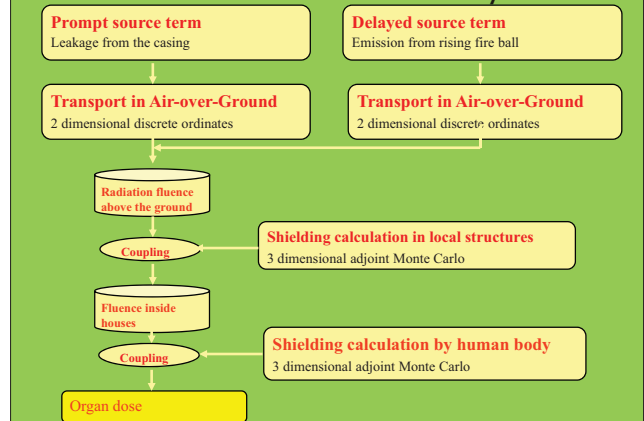 Prompt source term
Leakage from the casing
Delayed source term
Emission from rising fire ball
Transport in Air-over-Ground
2 dimensional discrete ordinates
Transport in Air-over-Ground
2 dimensional discrete ordinates
Radiation fluence
above the ground
Coupling
Shielding calculation in local structures
3 dimensional adjoint Monte Carlo
Fluence inside
houses
Coupling
Shielding calculation by human body
3 dimensional adjoint Monte Carlo
Organ dose